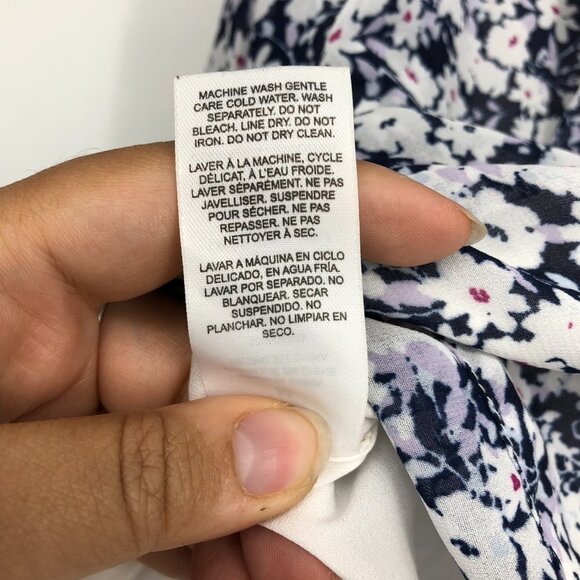 MACHINE WASH GENTLE
CARE COLD WATER. WASH
SEPARATELY. DO NOT
BLEACH. LINE DRY. DO NOT
IRON. DO NOT DRY CLEAN.
LAVER À LA MACHINE, CYCLE
DÉLICAT, À L'EAU FROIDE.
LAVER SÉPARÉMENT. NE PAS
JAVELLISER. SUSPENDRE
POUR SÉCHER. NE PAS
REPASSER. NE PAS
NETTOYER À SEC.
LAVAR A MÁQUINA EN CICLO
DELICADO, EN AGUA FRÍA.
LAVAR POR SEPARADO. NO
BLANQUEAR. SECAR
SUSPENDIDO. NO
PLANCHAR. NO LIMPIAR EN
SECO.